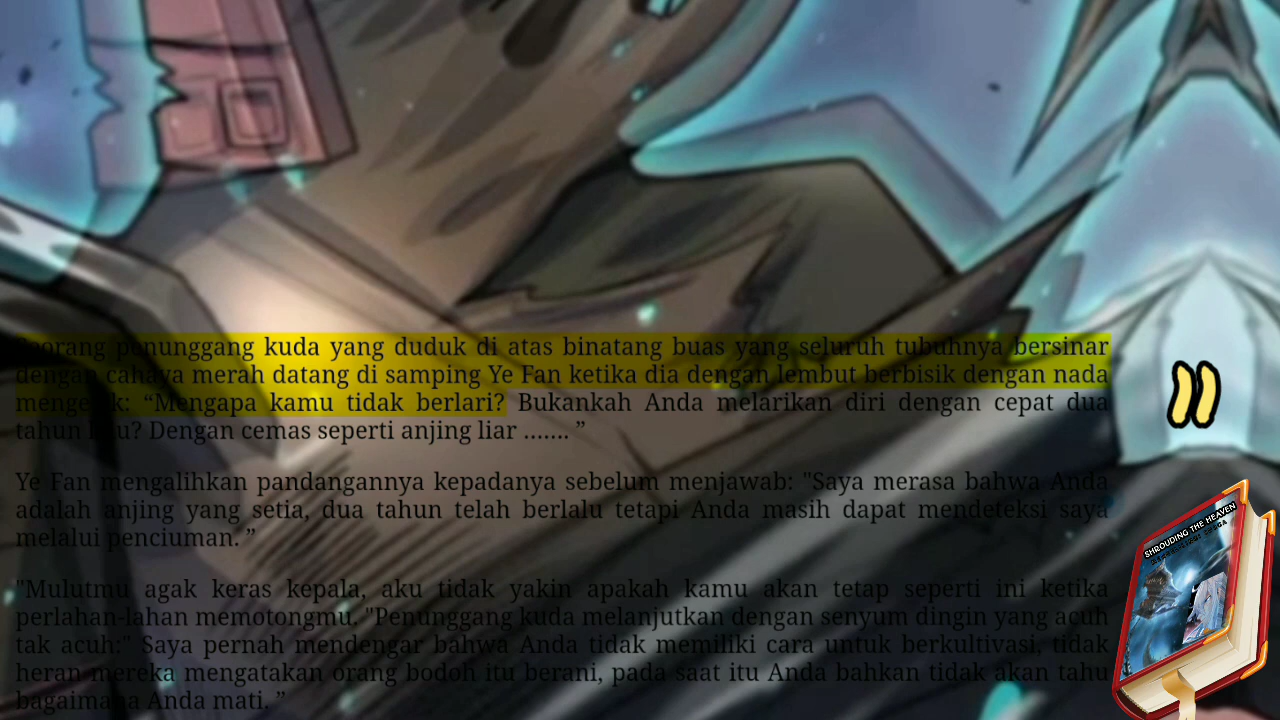 Seorang penunggang kuda yang duduk di atas binatang buas yang seluruh tubuhnya bersinar
dengan cahaya merah datang di samping Ye Fan ketika dia dengan lembut berbisik dengan nada
mengejek: “Mengapa kamu tidak berlari? Bukankah Anda melarikan diri dengan cepat dua
tahun lalu? Dengan cemas seperti anjing liar ....... ”
Ye Fan mengalihkan pandangannya kepadanya sebelum menjawab: "Saya merasa bahwa Anda
adalah anjing yang setia, dua tahun telah berlalu tetapi Anda masih dapat mendeteksi saya
melalui penciuman. ”
"Mulutmu agak keras kepala, aku tidak yakin apakah kamu akan tetap seperti ini ketika
perlahan-lahan memotongmu. "Penunggang kuda melanjutkan dengan senyum dingin yang acuh
tak acuh:" Saya pernah mendengar bahwa Anda tidak memiliki cara untuk berkultivasi, tidak
heran mereka mengatakan orang bodoh itu berani, pada saat itu Anda bahkan tidak akan tahu
bagaimana Anda mati. ”
SHROUDING THE HEAVEN